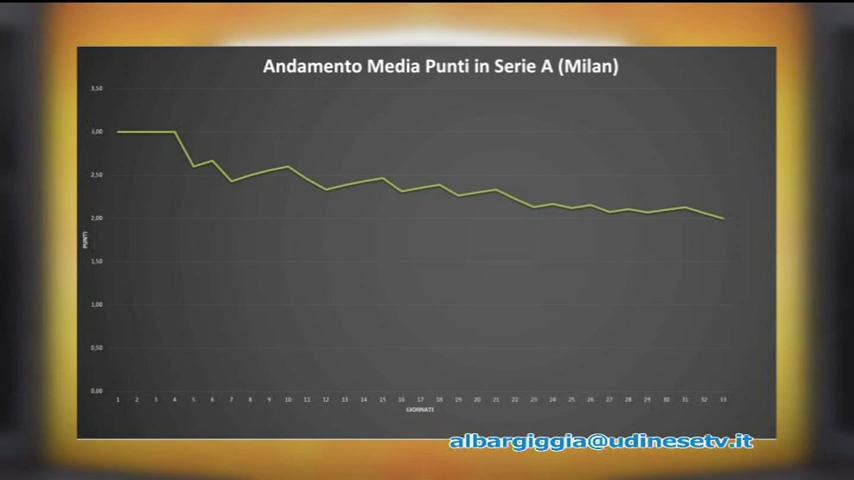 Andamento Media Punti in Serie A (Milan)
3,50
3,00
2,50
2,00
1,50
1,00
0,50
0,00
PUNTI
1 2 3 4 5 6 7 8 9 10 11 12 13 14 15 16 17 18 19 20 21 22 23 24 25 26 27 28 29 30 31 32 33
GIORNATE
albargiggia@udinesetv.it